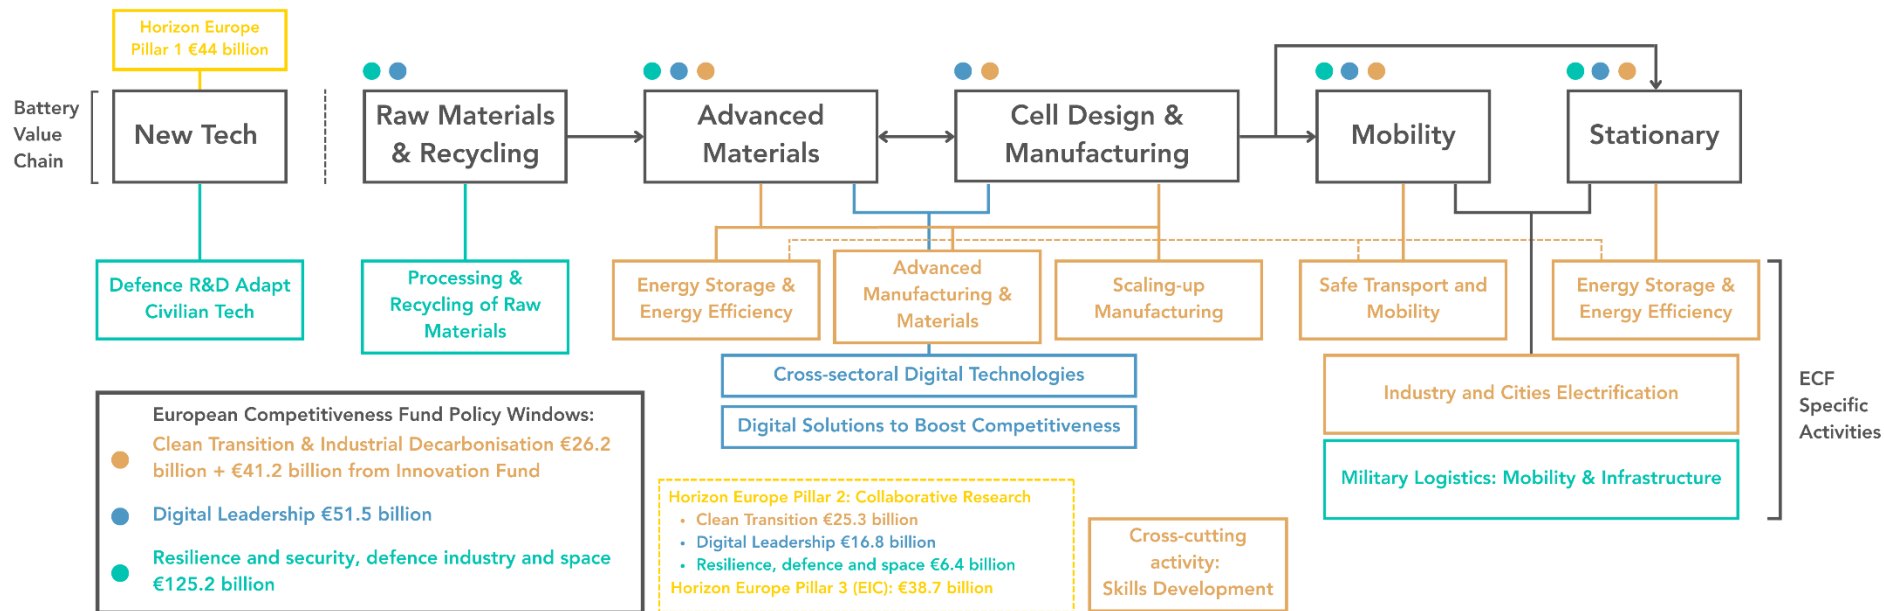 Horizon Europe
Pillar 1 €44 billion
Battery
Value
Chain
New Tech
Raw Materials
& Recycling
Advanced
Materials
Cell Design &
Manufacturing
Mobility
Stationary
Defence R&D Adapt
Civilian Tech
Processing &
Recycling of Raw
Materials
Energy Storage &
Energy Efficiency
Advanced
Manufacturing &
Materials
Scaling-up
Manufacturing
Safe Transport and
Mobility
Energy Storage &
Energy Efficiency
Cross-sectoral Digital Technologies
Digital Solutions to Boost Competitiveness
Industry and Cities Electrification
Military Logistics: Mobility & Infrastructure
ECF
Specific
Activities
European Competitiveness Fund Policy Windows:
Clean Transition & Industrial Decarbonisation €26.2
billion + €41.2 billion from Innovation Fund
Digital Leadership €51.5 billion
Resilience and security, defence industry and space
€125.2 billion
Horizon Europe Pillar 2: Collaborative Research
• Clean Transition €25.3 billion
• Digital Leadership €16.8 billion
• Resilience, defence and space €6.4 billion
Horizon Europe Pillar 3 (EIC): €38.7 billion
Cross-cutting
activity:
Skills Development